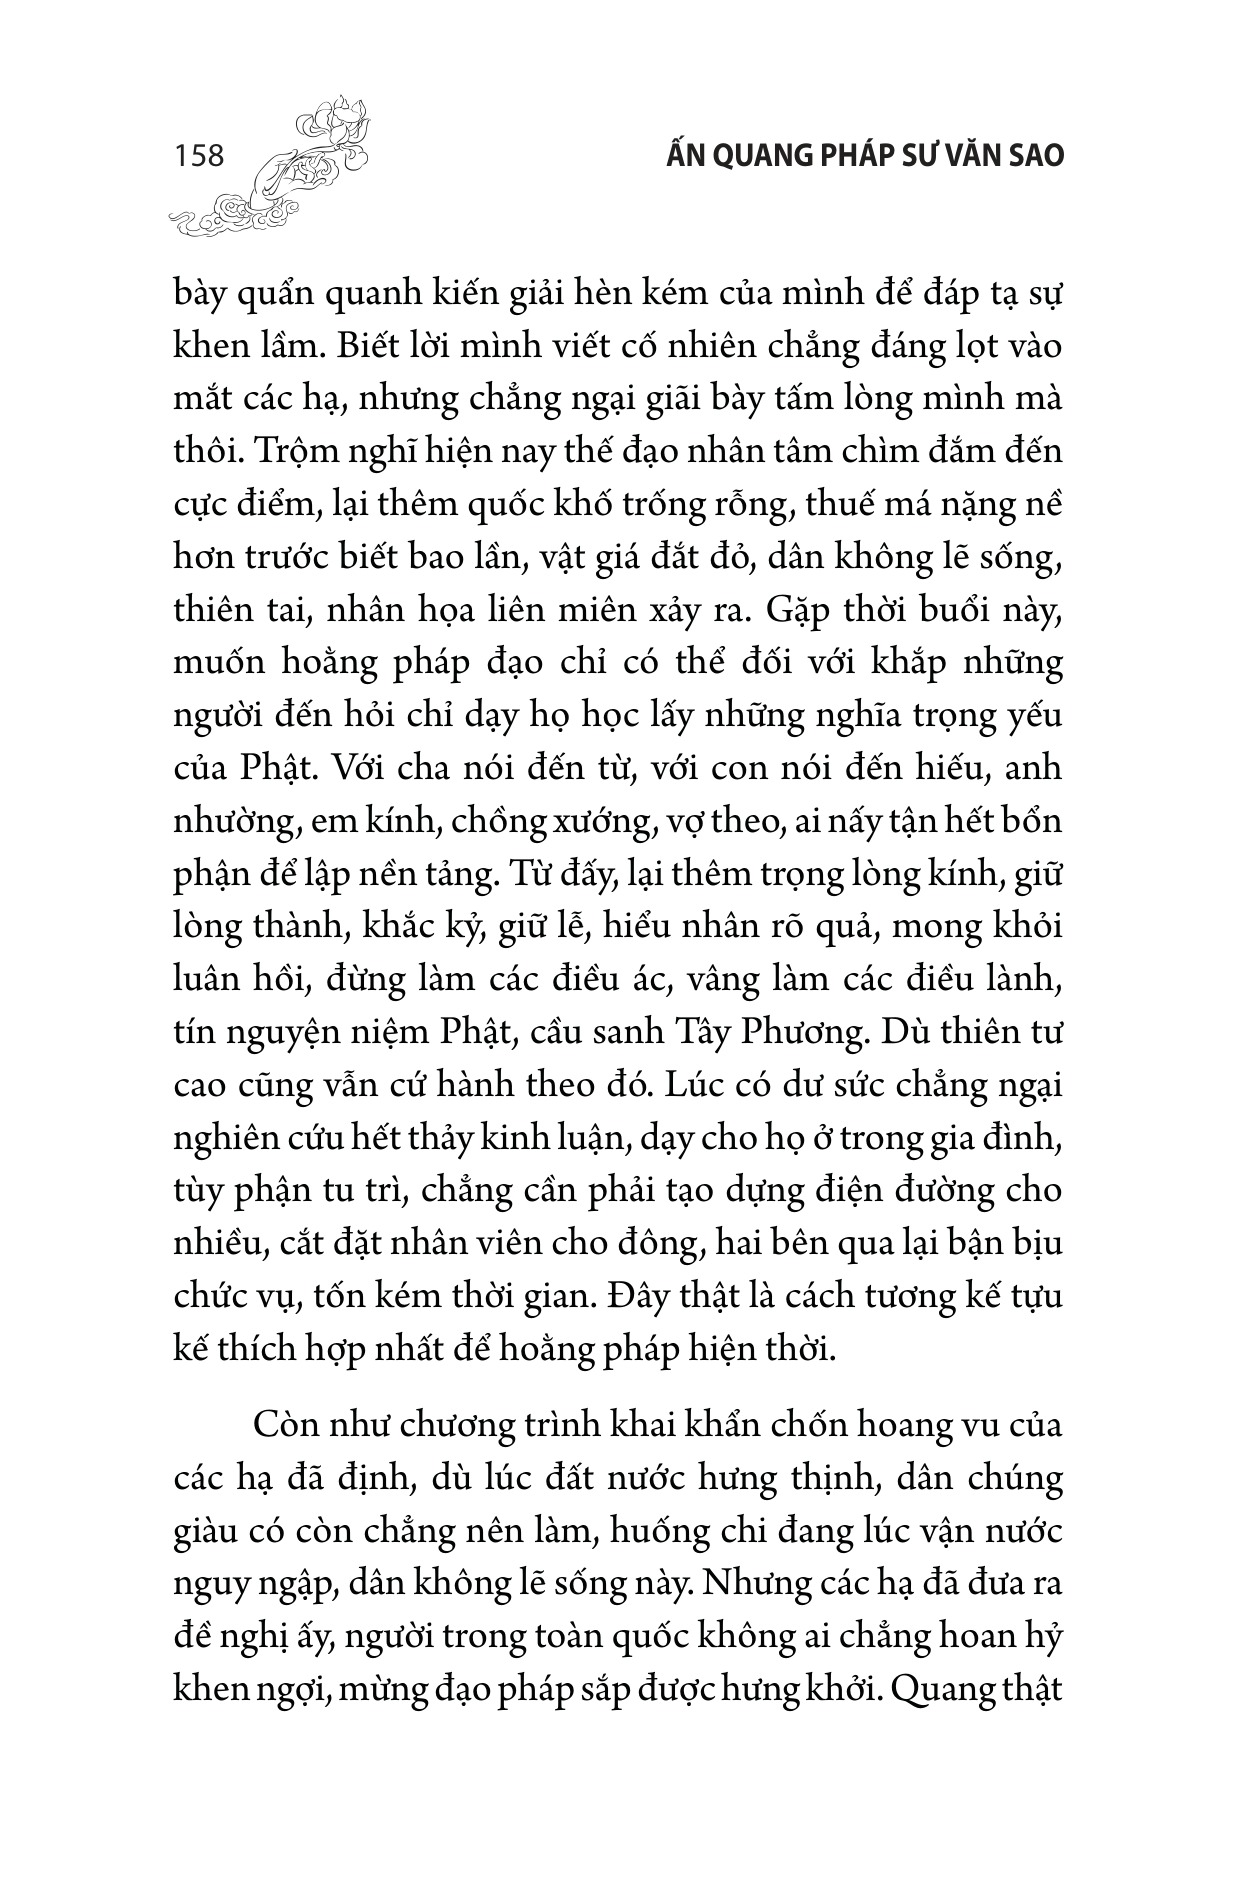 158
ẤN QUANG PHÁP SƯ VĂN SAO
bày quẩn quanh kiến giải hèn kém của mình để đáp tạ sự
khen lầm. Biết lời mình viết cố nhiên chẳng đáng lọt vào
mắt các hạ, nhưng chẳng ngại giãi bày tấm lòng mình mà
thôi. Trộm nghĩ hiện nay thế đạo nhân tâm chìm đắm đến
cực điểm, lại thêm quốc khố trống rỗng, thuế má nặng nề
hơn trước biết bao lần, vật giá đắt đỏ, dân không lẽ sống,
thiên tai, nhân họa liên miên xảy ra. Gặp thời buổi này,
muốn hoằng pháp đạo chỉ có thể đối với khắp những
người đến hỏi chỉ dạy họ học lấy những nghĩa trọng yếu
của Phật. Với cha nói đến từ, với con nói đến hiếu, anh
nhường, em kính, chồng xướng, vợ theo, ai nấy tận hết bổn
phận để lập nền tảng. Từ đấy, lại thêm trọng lòng kính, giữ
lòng thành, khắc kỷ, giữ lễ, hiểu nhân rõ quả, mong khỏi
luân hồi, đừng làm các điều ác, vâng làm các điều lành,
tín nguyện niệm Phật, cầu sanh Tây Phương. Dù thiên tư
cao cũng vẫn cứ hành theo đó. Lúc có dư sức chẳng ngại
nghiên cứu hết thảy kinh luận, dạy cho họ ở trong gia đình,
tùy phận tu trì, chẳng cần phải tạo dựng điện đường cho
nhiều, cắt đặt nhân viên cho đông, hai bên qua lại bận bịu
chức vụ, tốn kém thời gian. Đây thật là cách tương kế tựu
kế thích hợp nhất để hoằng pháp hiện thời.
Còn như chương trình khai khẩn chốn hoang vu của
các hạ đã định, dù lúc đất nước hưng thịnh, dân chúng
giàu có còn chẳng nên làm, huống chi đang lúc vận nước
nguy ngập, dân không lẽ sống này. Nhưng các hạ đã đưa ra
đề nghị ấy, người trong toàn quốc không ai chẳng hoan hỷ
khen ngợi, mừng đạo pháp sắp được hưng khởi. Quang thật